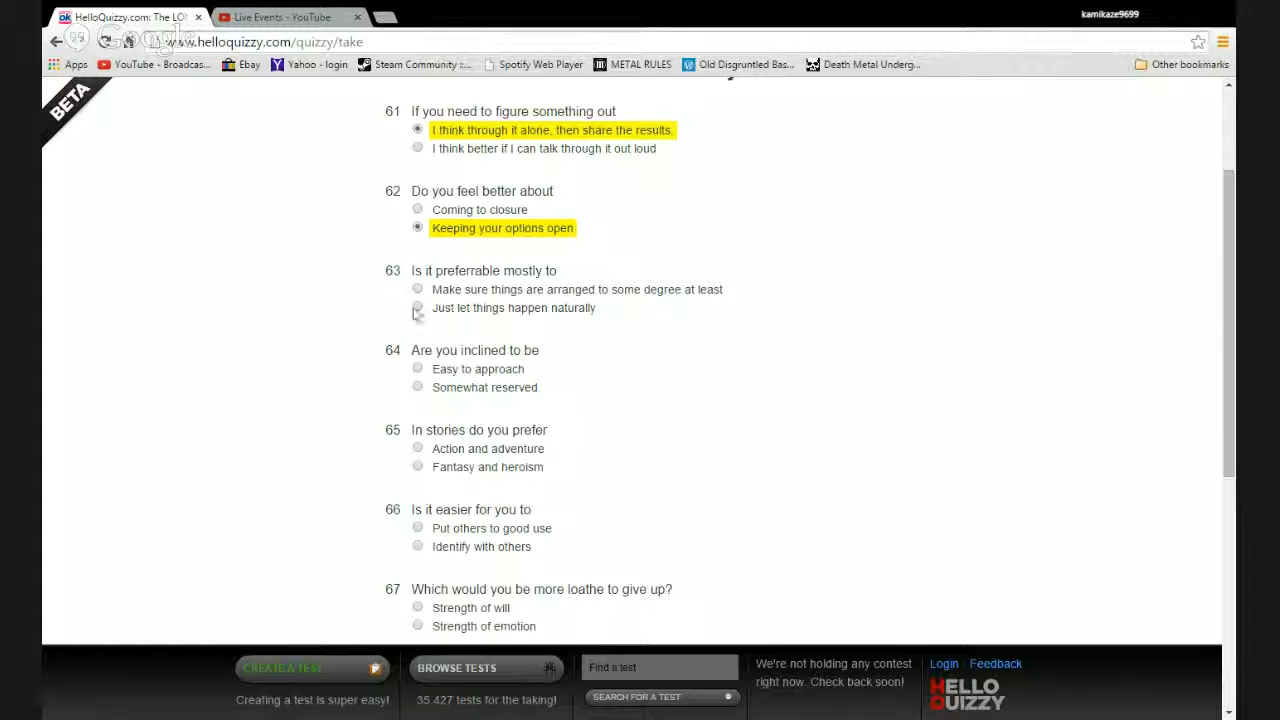 HelloQuizzy.com: The LO
Live Events - YouTube
kamikaze9699
Google
www.helloquizzy.com/quizzy/take
Apps
YouTube - Broadcas...
Ebay
Yahoo - login
Steam Community :...
Spotify Web Player
METAL RULES
Old Disgruntled Bas...
Death Metal Underg...
Other bookmarks
BETA
61 If you need to figure something out
I think through it alone, then share the results.
I think better if I can talk through it out loud
62 Do you feel better about
Coming to closure
Keeping your options open
63 Is it preferrable mostly to
Make sure things are arranged to some degree at least
Just let things happen naturally
64 Are you inclined to be
Easy to approach
Somewhat reserved
65 In stories do you prefer
Action and adventure
Fantasy and heroism
66 Is it easier for you to
Put others to good use
Identify with others
67 Which would you be more loathe to give up?
Strength of will
Strength of emotion
CREATE A TEST
Creating a test is super easy!
BROWSE TESTS
35,427 tests for the taking!
Find a test
SEARCH FOR A TEST
We're not holding any contest
right now. Check back soon!
Login Feedback
HELLO
QUIZZY